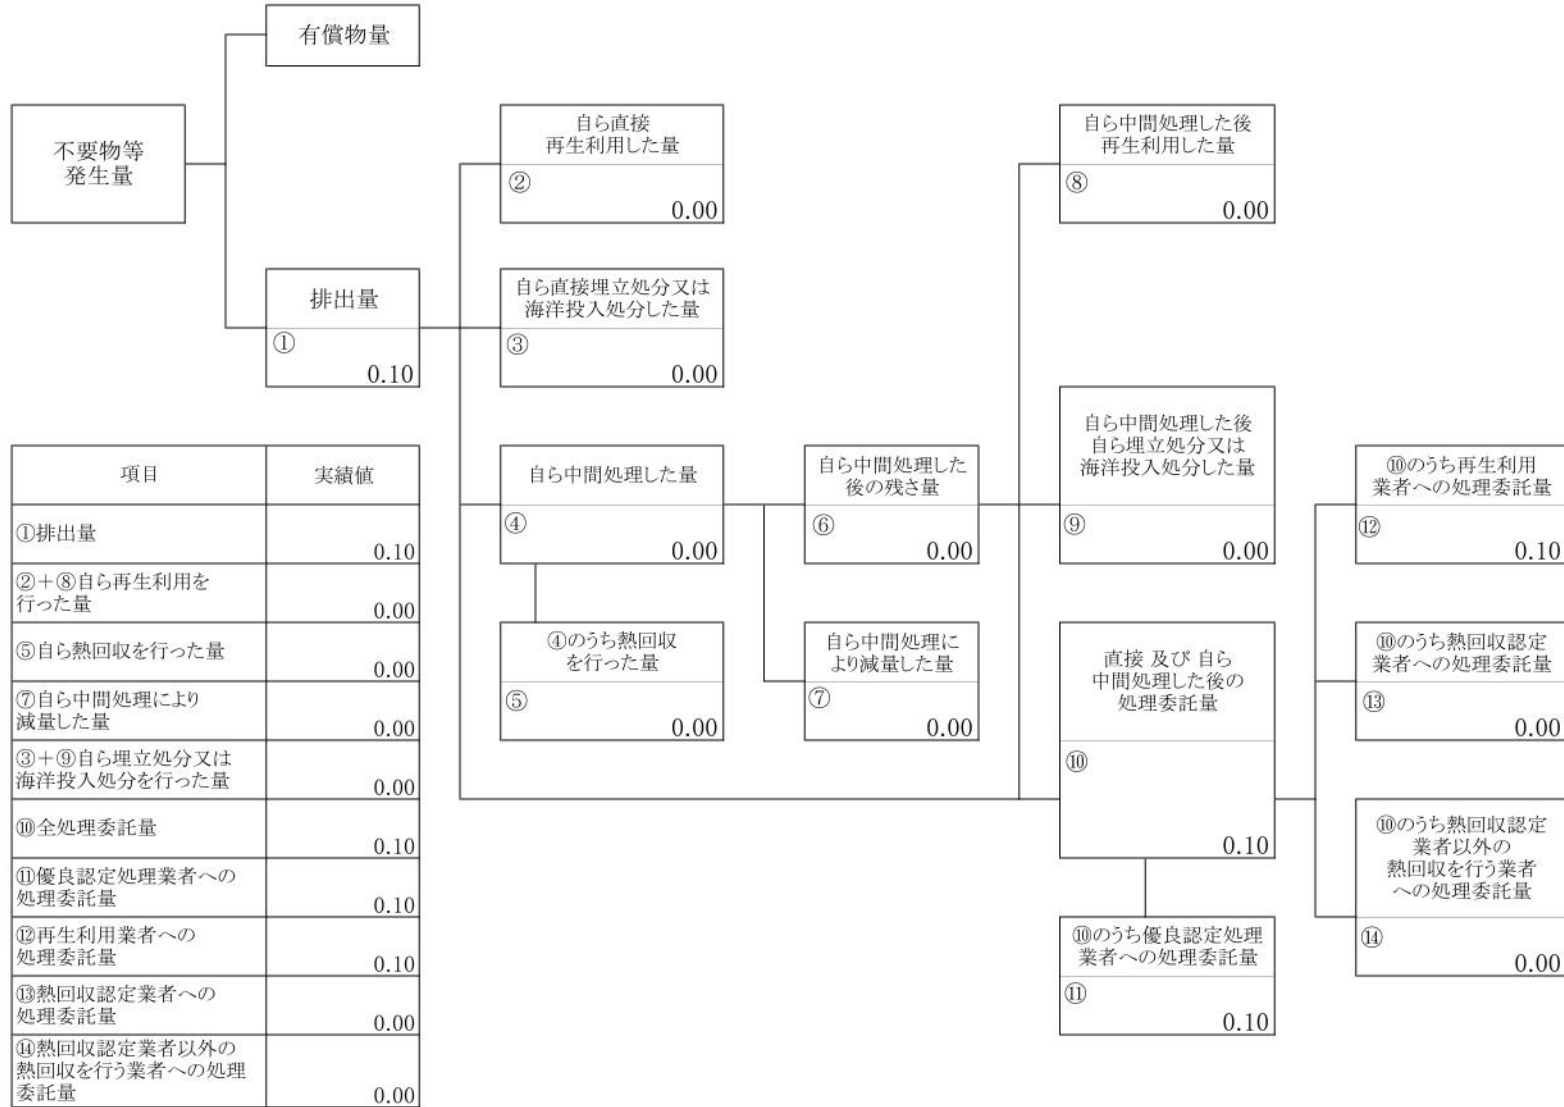 有償物量
不要物等
発生量
排出量
①
0.10
自ら直接
再生利用した量
②
0.00
自ら直接埋立処分又は
海洋投入処分した量
③
0.00
自ら中間処理した量
④
0.00
④のうち熱回収
を行った量
⑤
0.00
自ら中間処理した
後の残さ量
⑥
0.00
自ら中間処理に
より減量した量
⑦
0.00
自ら中間処理した後
再生利用した量
⑧
0.00
自ら中間処理した後
自ら埋立処分又は
海洋投入処分した量
⑨
0.00
直接 及び 自ら
中間処理した後の
処理委託量
⑩
0.10
⑩のうち優良認定処理
業者への処理委託量
⑪
0.10
⑩のうち再生利用
業者への処理委託量
⑫
0.10
⑩のうち熱回収認定
業者への処理委託量
⑬
0.00
⑩のうち熱回収認定
業者以外の
熱回収を行う業者
への処理委託量
⑭
0.00
項目 実績値
①排出量
0.10
②＋⑧自ら再生利用を
行った量
0.00
⑤自ら熱回収を行った量
0.00
⑦自ら中間処理により
減量した量
0.00
③＋⑨自ら埋立処分又は
海洋投入処分を行った量
0.00
⑩全処理委託量
0.10
⑪優良認定処理業者への
処理委託量
0.10
⑫再生利用業者への
処理委託量
0.10
⑬熱回収認定業者への
処理委託量
0.00
⑭熱回収認定業者以外の
熱回収を行う業者への処理
委託量
0.00